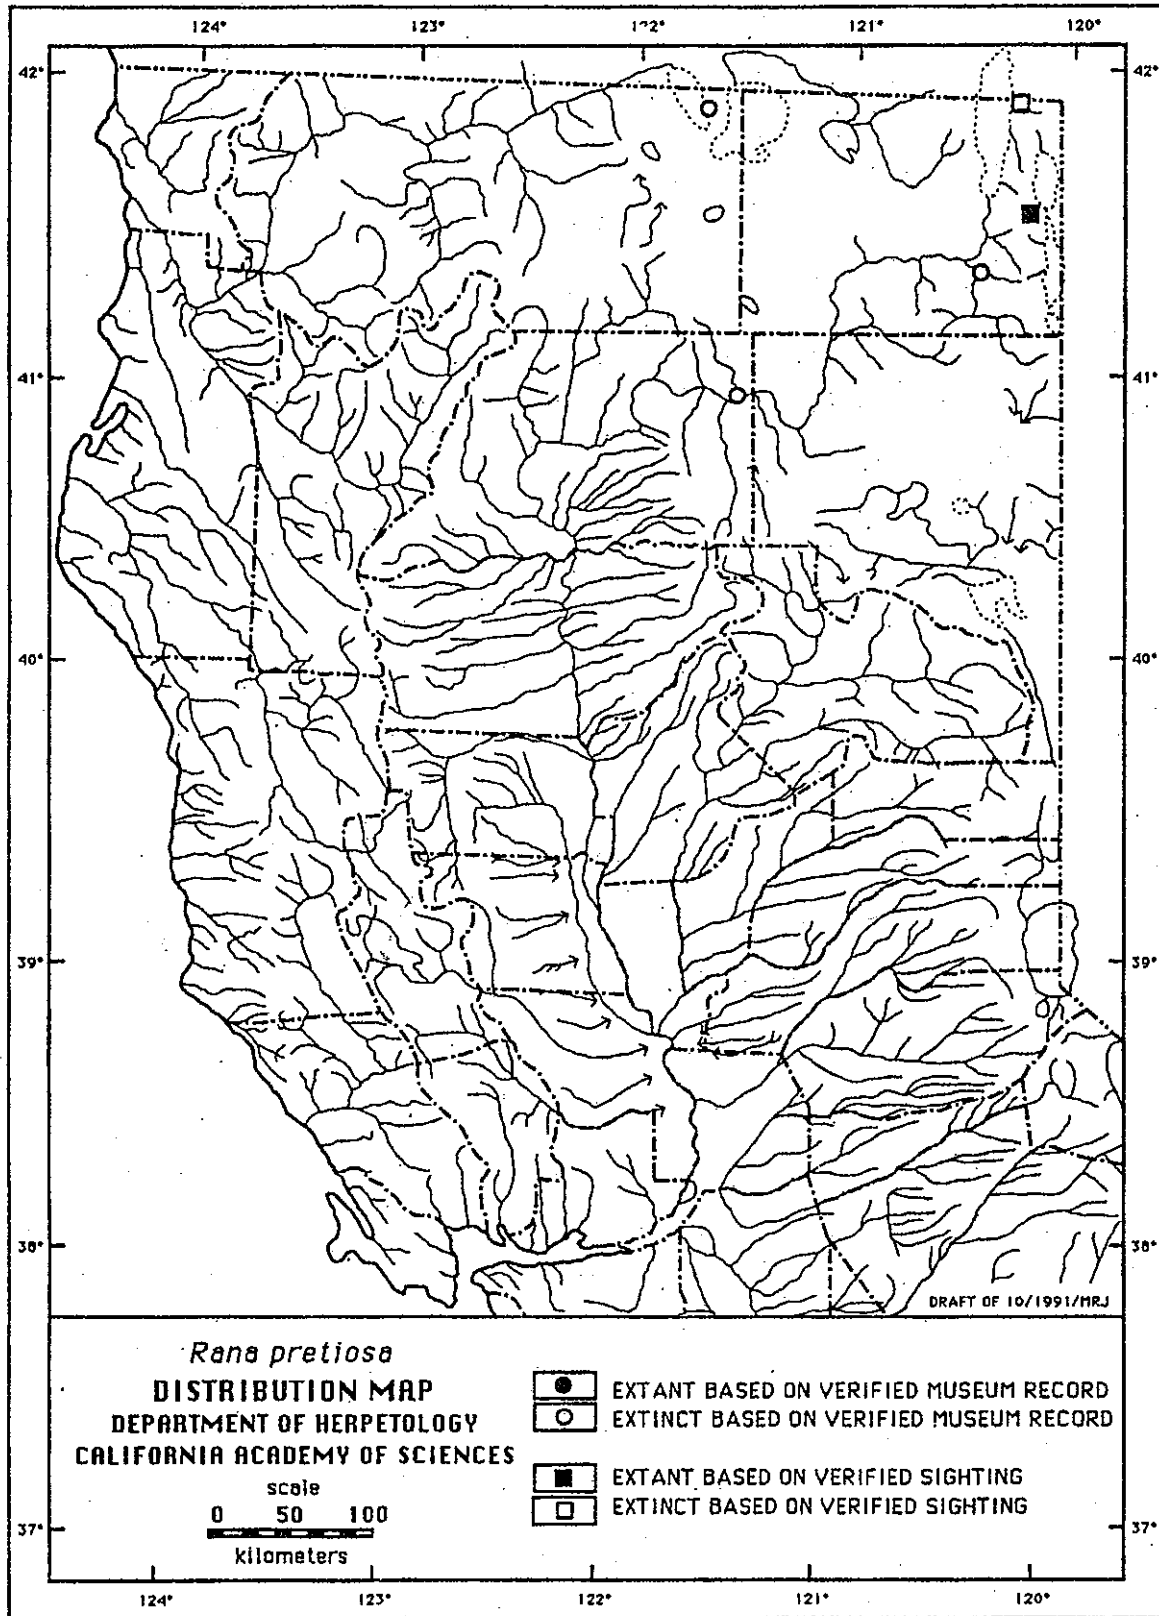 124° 123° 122° 121° 120°
42° 42°
41° 41°
40° 40°
39° 39°
38° 38°
DRAFT OF 10/1991/MRJ
Rana pretiosa
DISTRIBUTION MAP
DEPARTMENT OF HERPETOLOGY
CALIFORNIA ACADEMY OF SCIENCES
scale
0 50 100
kilometers
EXTANT BASED ON VERIFIED MUSEUM RECORD
EXTINCT BASED ON VERIFIED MUSEUM RECORD
EXTANT BASED ON VERIFIED SIGHTING
EXTINCT BASED ON VERIFIED SIGHTING
37° 37°
124° 123° 122° 121° 120°